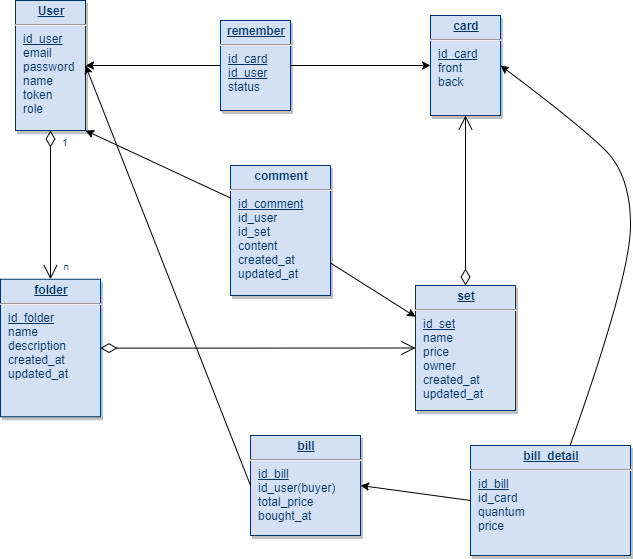 User
id_user
email
password
name
token
role
remember
id_card
id_user
status
card
id_card
front
back
1
n
comment
id_comment
id_user
id_set
content
created_at
updated_at
folder
id_folder
name
description
created_at
updated_at
set
id_set
name
price
owner
created_at
updated_at
bill
id_bill
id_user(buyer)
total_price
bought_at
bill_detail
id_bill
id_card
quantum
price